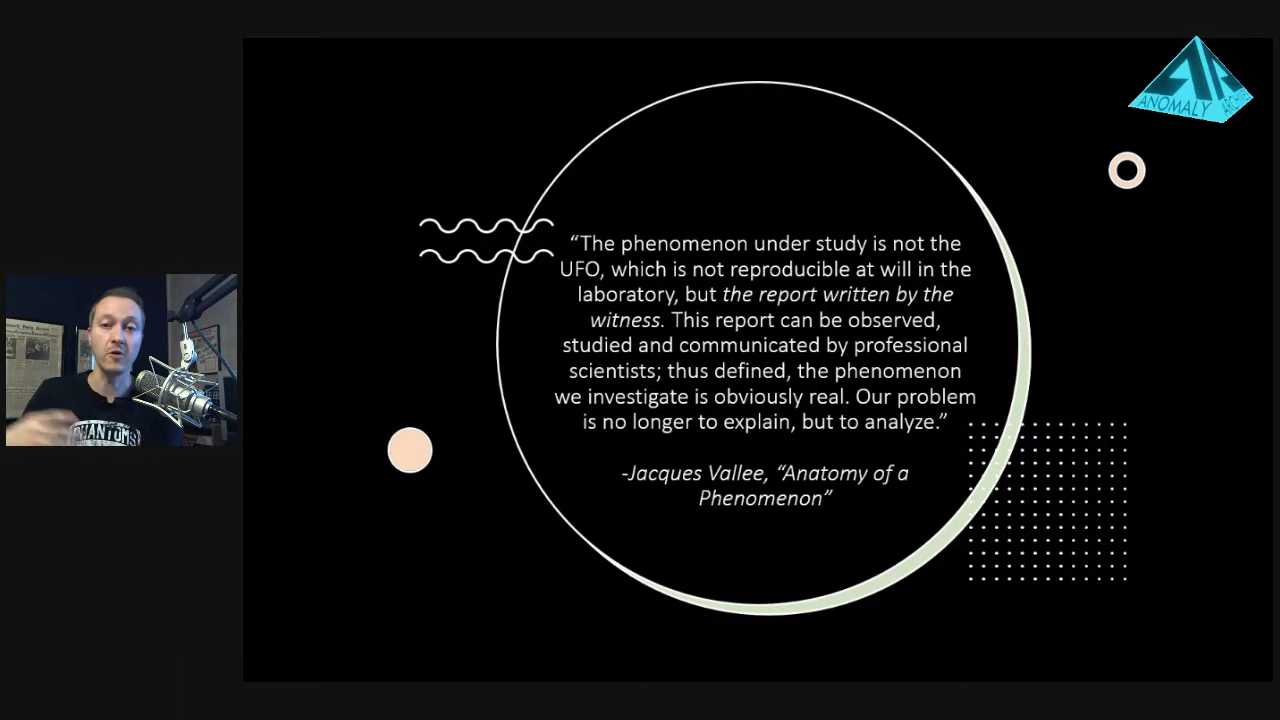 “The phenomenon under study is not the
UFO, which is not reproducible at will in the
laboratory, but the report written by the
witness. This report can be observed,
studied and communicated by professional
scientists; thus defined, the phenomenon
we investigate is obviously real. Our problem
is no longer to explain, but to analyze.”
-Jacques Vallee, “Anatomy of a
Phenomenon”
ANOMALY
PHANTOMS